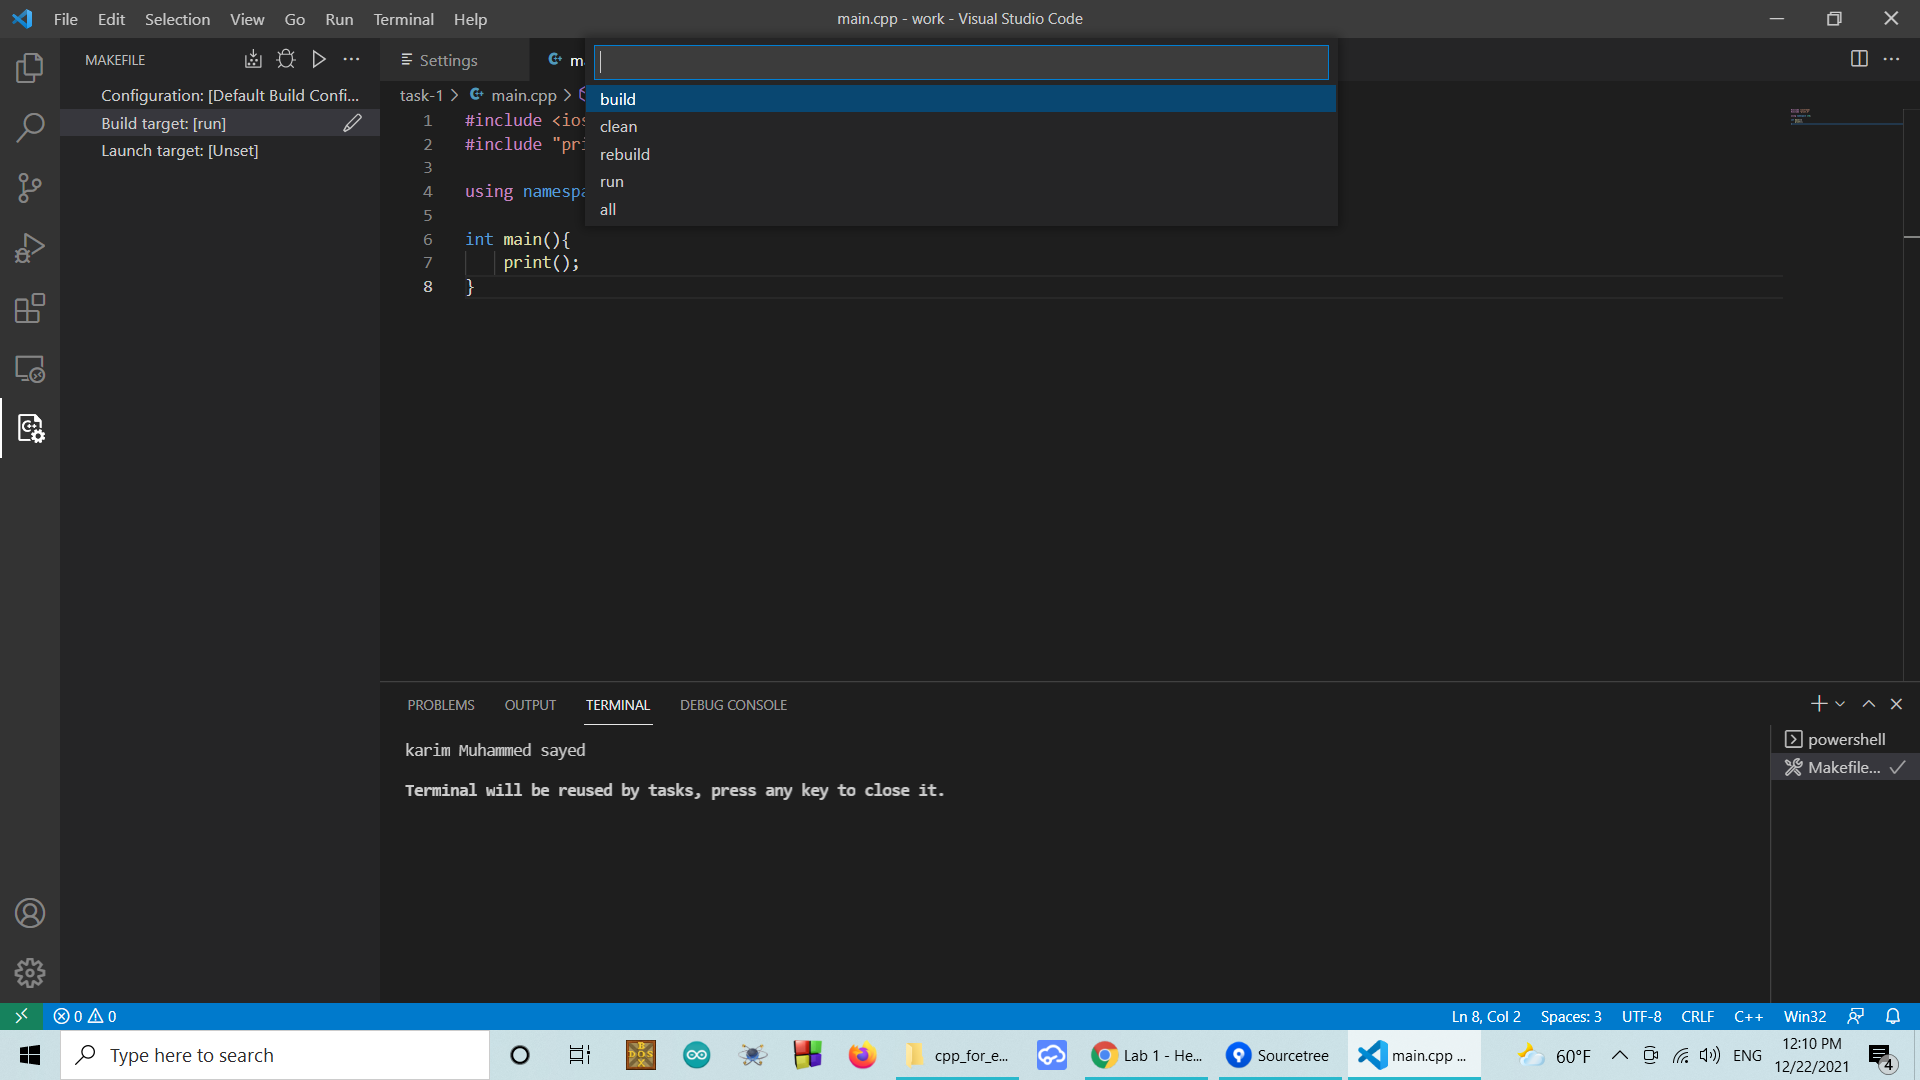 File Edit Selection View Go Run Terminal Help
main.cpp - work - Visual Studio Code
MAKEFILE
Configuration: [Default Build Confi...
Build target: [run]
Launch target: [Unset]
Settings
ma
build
clean
rebuild
run
all
task-1 > main.cpp >
1 #include <ios
2 #include "pri
3
4 using namespa
5
6 int main(){
7 print();
8 }
PROBLEMS OUTPUT TERMINAL DEBUG CONSOLE
karim Muhammed sayed
Terminal will be reused by tasks, press any key to close it.
powershell
Makefile...
0 0
Ln 8, Col 2 Spaces: 3 UTF-8 CRLF C++ Win32
Type here to search
cpp_for_e...
Lab 1 - He...
Sourcetree
main.cpp ...
60°F
ENG
12:10 PM
12/22/2021
4